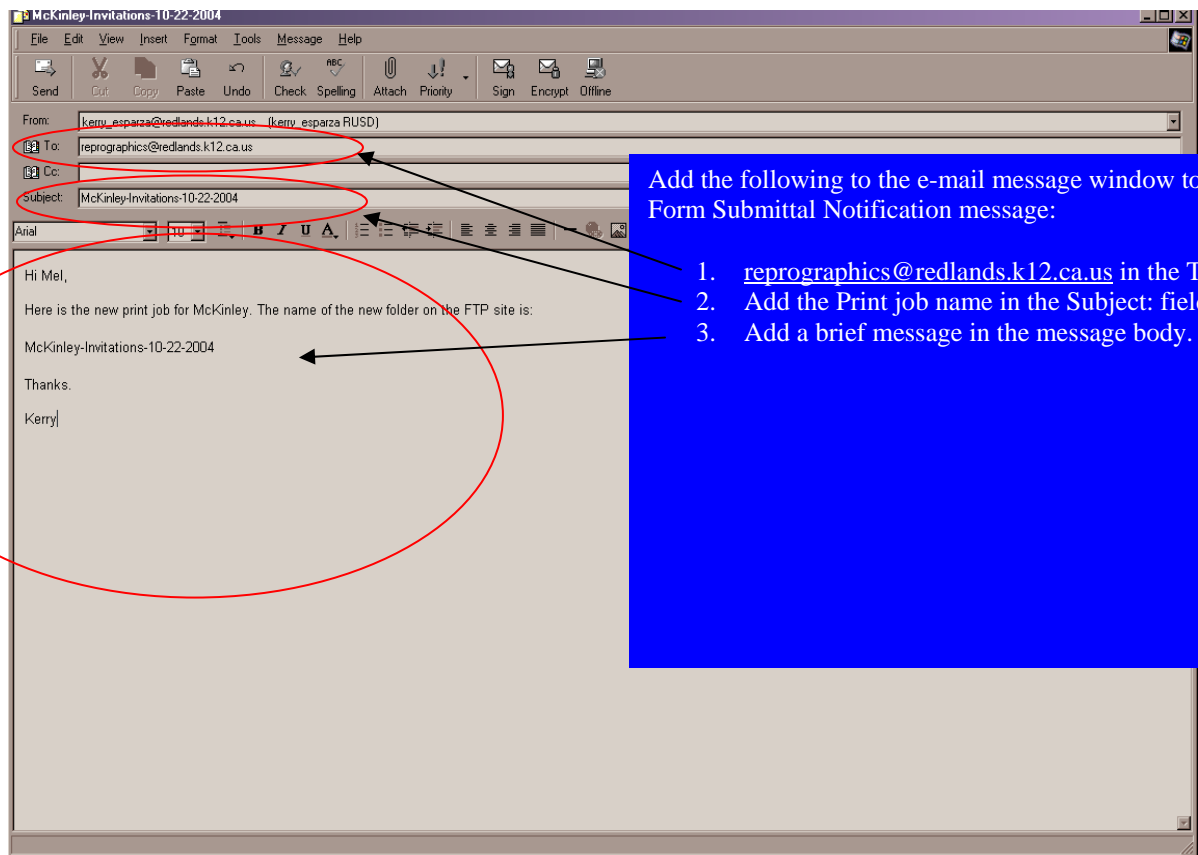 McKinley-Invitations-10-22-2004
File Edit View Insert Format Tools Message Help
Send Cut Copy Paste Undo Check Spelling Attach Priority Sign Encrypt Offline
From: kerry_esparza@redlands.k12.ca.us (kerry esparza RUSD)
To: reprographics@redlands.k12.ca.us
Cc:
Subject: McKinley-Invitations-10-22-2004
Arial 10
Hi Mel,
Here is the new print job for McKinley. The name of the new folder on the FTP site is:
McKinley-Invitations-10-22-2004
Thanks.
Kerry
Add the following to the e-mail message window to
Form Submittal Notification message:
1. reprographics@redlands.k12.ca.us in the T
2. Add the Print job name in the Subject: fiel
3. Add a brief message in the message body.